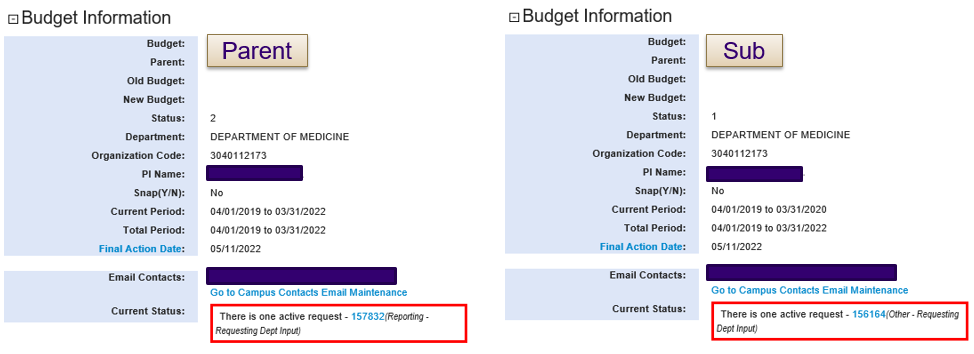 Budget Information
Budget:
Parent
Parent:
Old Budget:
New Budget:
Status: 2
Department: DEPARTMENT OF MEDICINE
Organization Code: 3040112173
PI Name:
Snap(Y/N): No
Current Period: 04/01/2019 to 03/31/2022
Total Period: 04/01/2019 to 03/31/2022
Final Action Date: 05/11/2022
Email Contacts:
Go to Campus Contacts Email Maintenance
Current Status: There is one active request - 157832(Reporting -
Requesting Dept Input)
Budget Information
Budget:
Sub
Parent:
Old Budget:
New Budget:
Status: 1
Department: DEPARTMENT OF MEDICINE
Organization Code: 3040112173
PI Name:
Snap(Y/N): No
Current Period: 04/01/2019 to 03/31/2020
Total Period: 04/01/2019 to 03/31/2022
Final Action Date: 05/11/2022
Email Contacts:
Go to Campus Contacts Email Maintenance
Current Status: There is one active request - 156164(Other - Requesting
Dept Input)